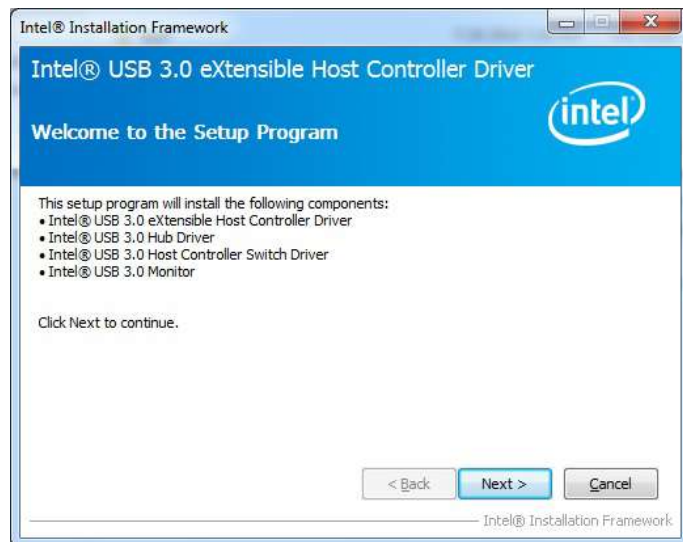 Intel® Installation Framework
Intel® USB 3.0 eXtensible Host Controller Driver
intel
Welcome to the Setup Program
This setup program will install the following components:
• Intel® USB 3.0 eXtensible Host Controller Driver
• Intel® USB 3.0 Hub Driver
• Intel® USB 3.0 Host Controller Switch Driver
• Intel® USB 3.0 Monitor
Click Next to continue.
< Back Next > Cancel
Intel® Installation Framework